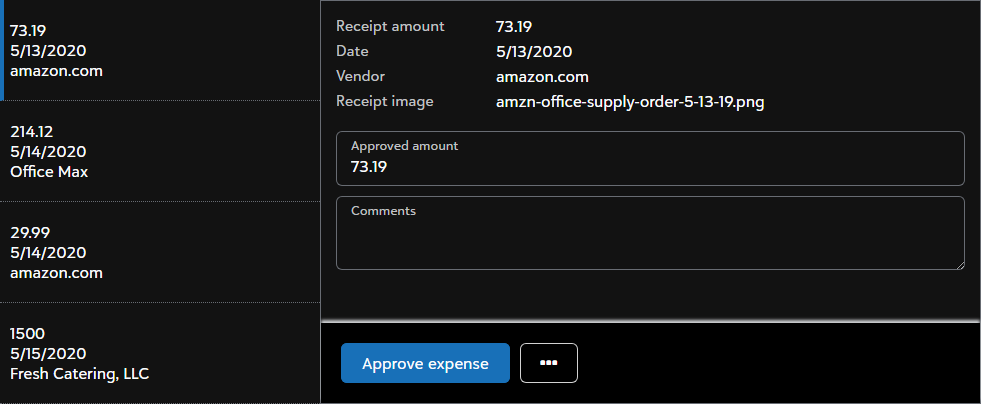 73.19
5/13/2020
amazon.com
214.12
5/14/2020
Office Max
29.99
5/14/2020
amazon.com
1500
5/15/2020
Fresh Catering, LLC
Receipt amount 73.19
Date 5/13/2020
Vendor amazon.com
Receipt image amzn-office-supply-order-5-13-19.png
Approved amount
73.19
Comments
Approve expense •••